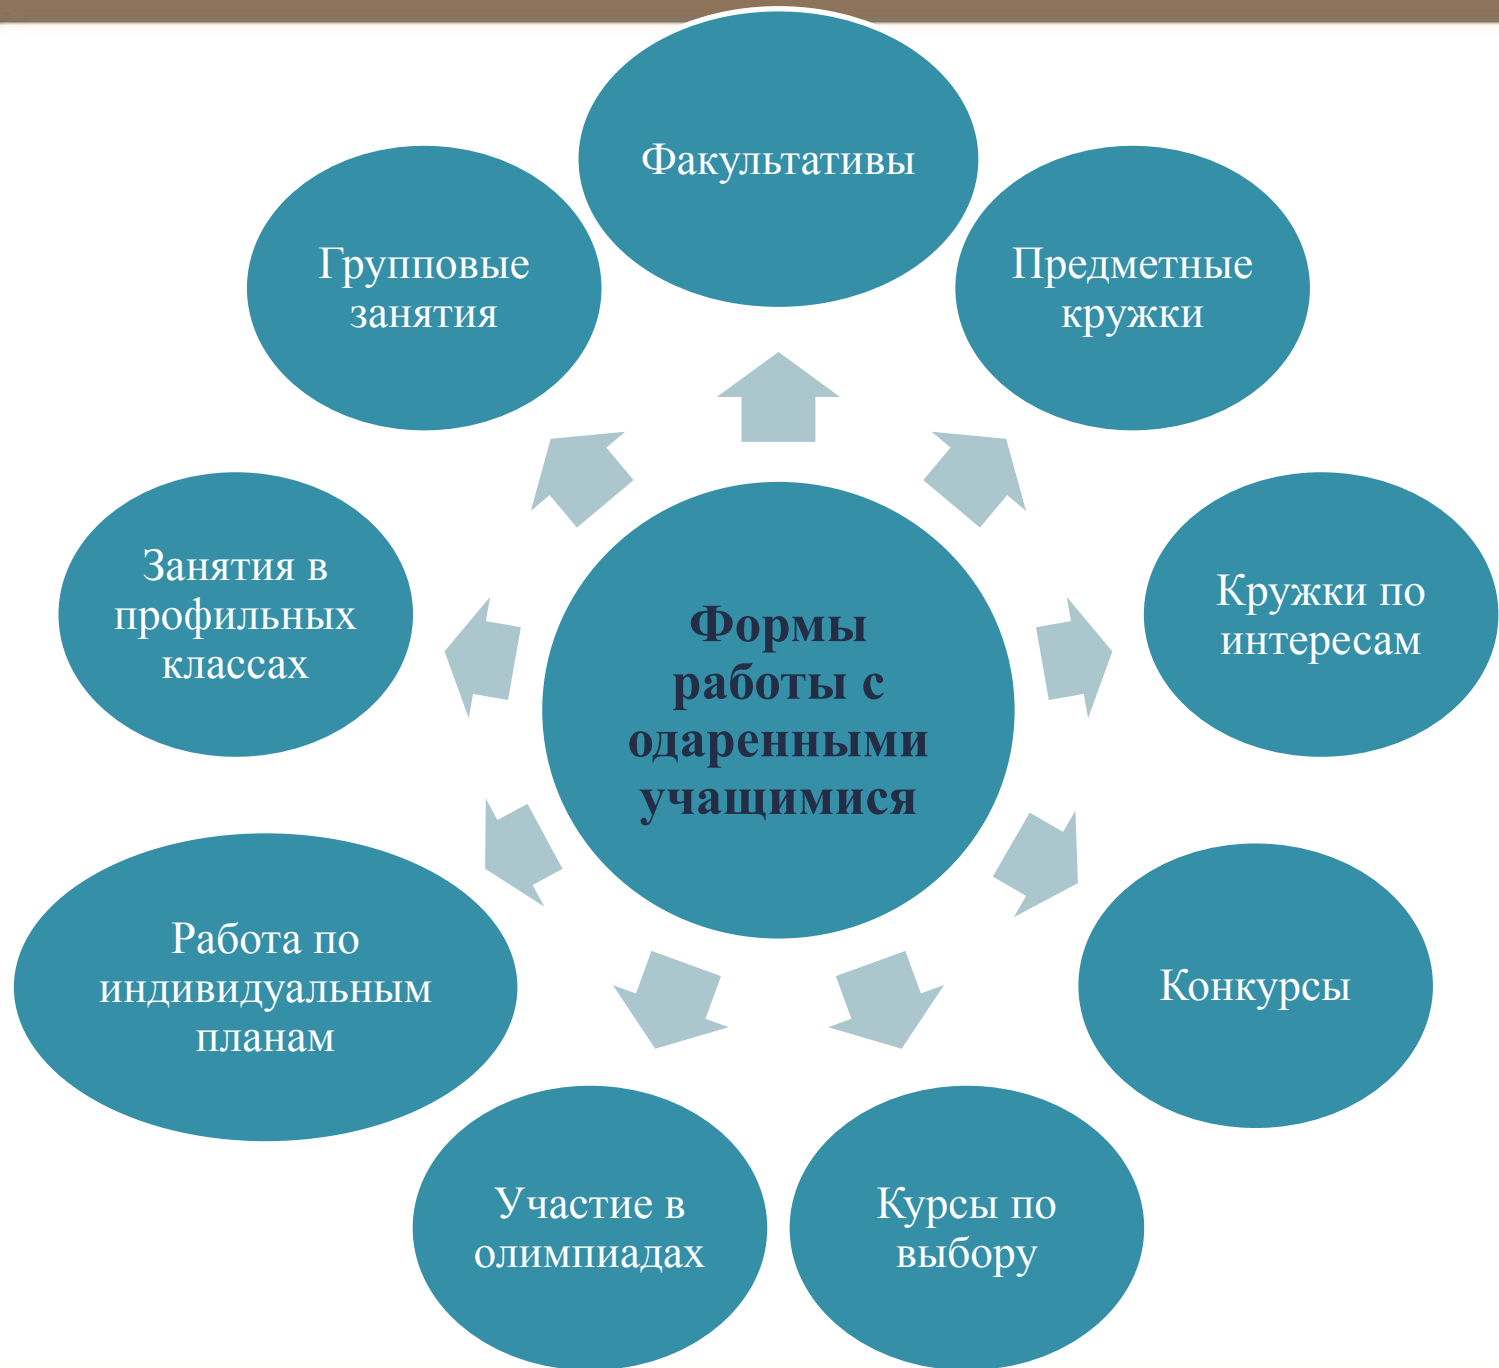 Факультативы
Предметные
кружки
Кружки по
интересам
Конкурсы
Курсы по
выбору
Участие в
олимпиадах
Работа по
индивидуальным
планам
Занятия в
профильных
классах
Групповые
занятия
Формы
работы с
одаренными
учащимися